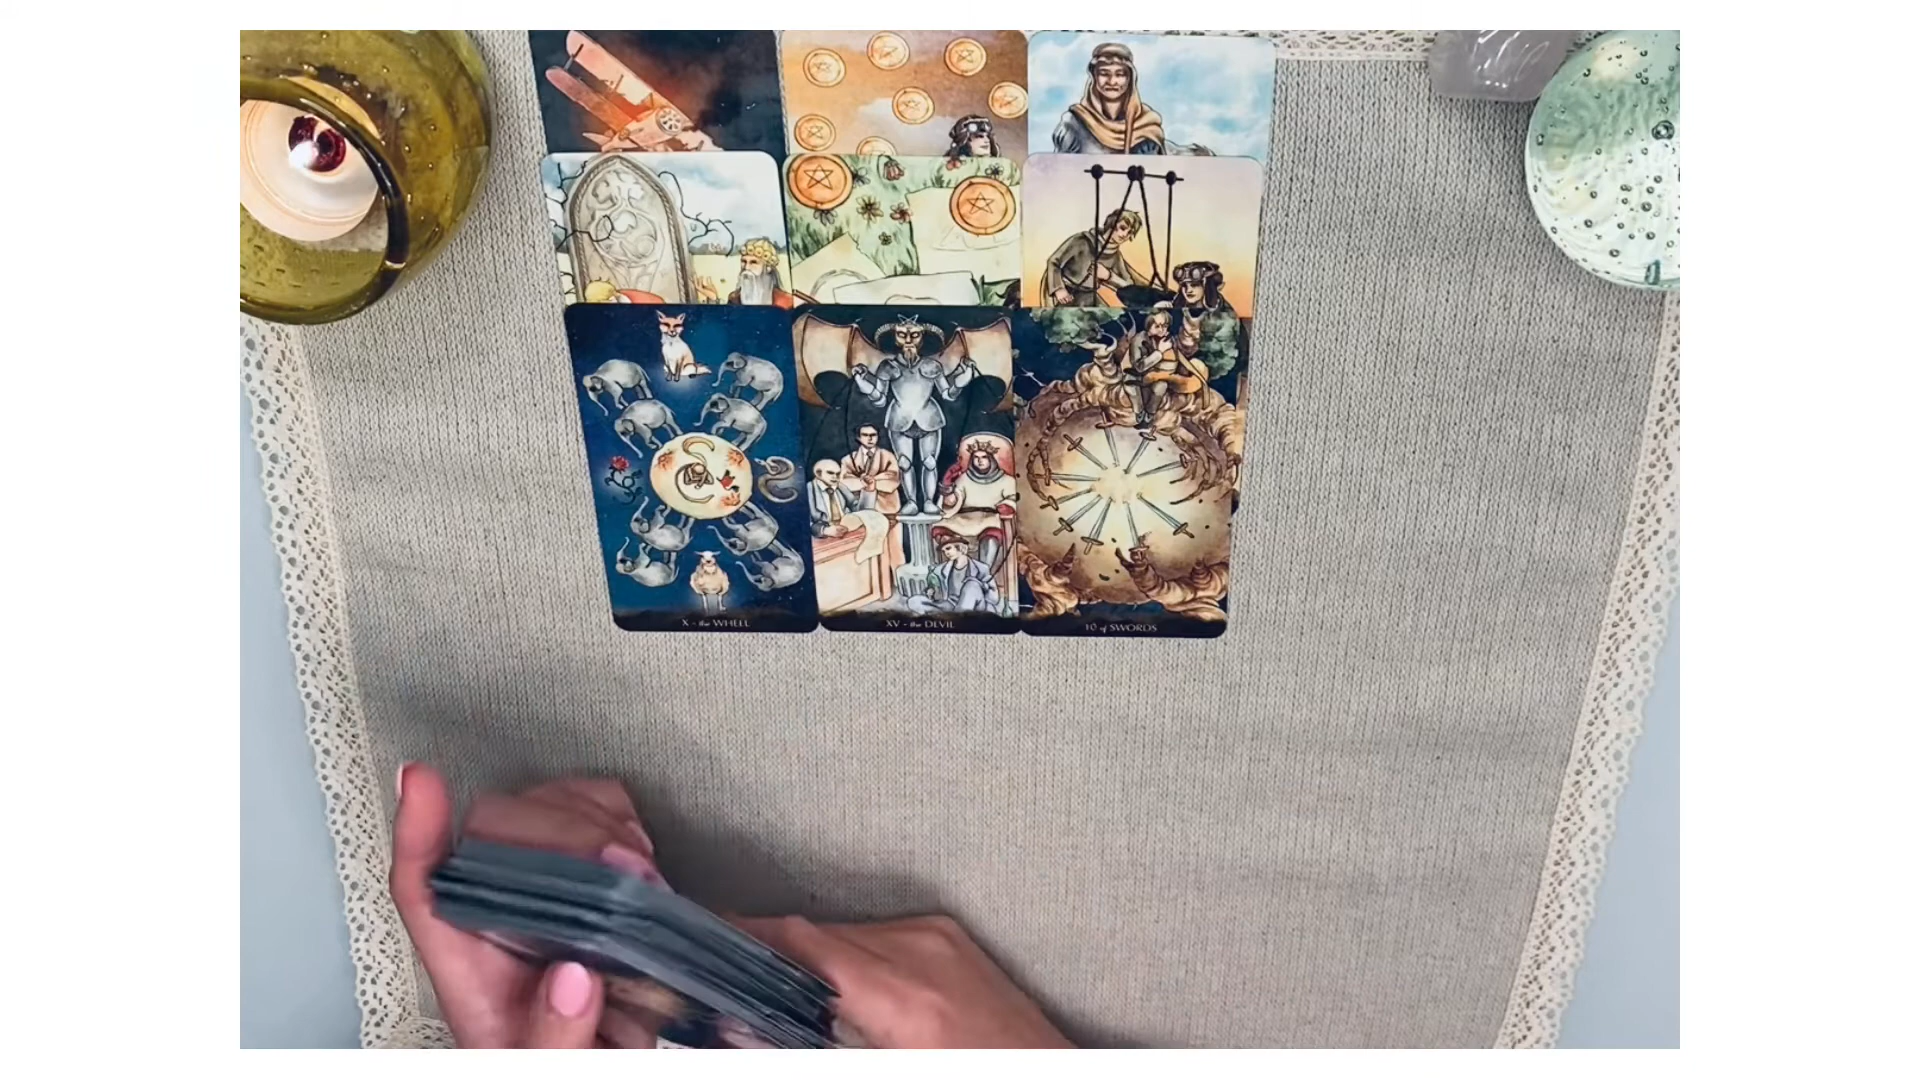 X - the WHEEL
XV - the DEVIL
10 of SWORDS